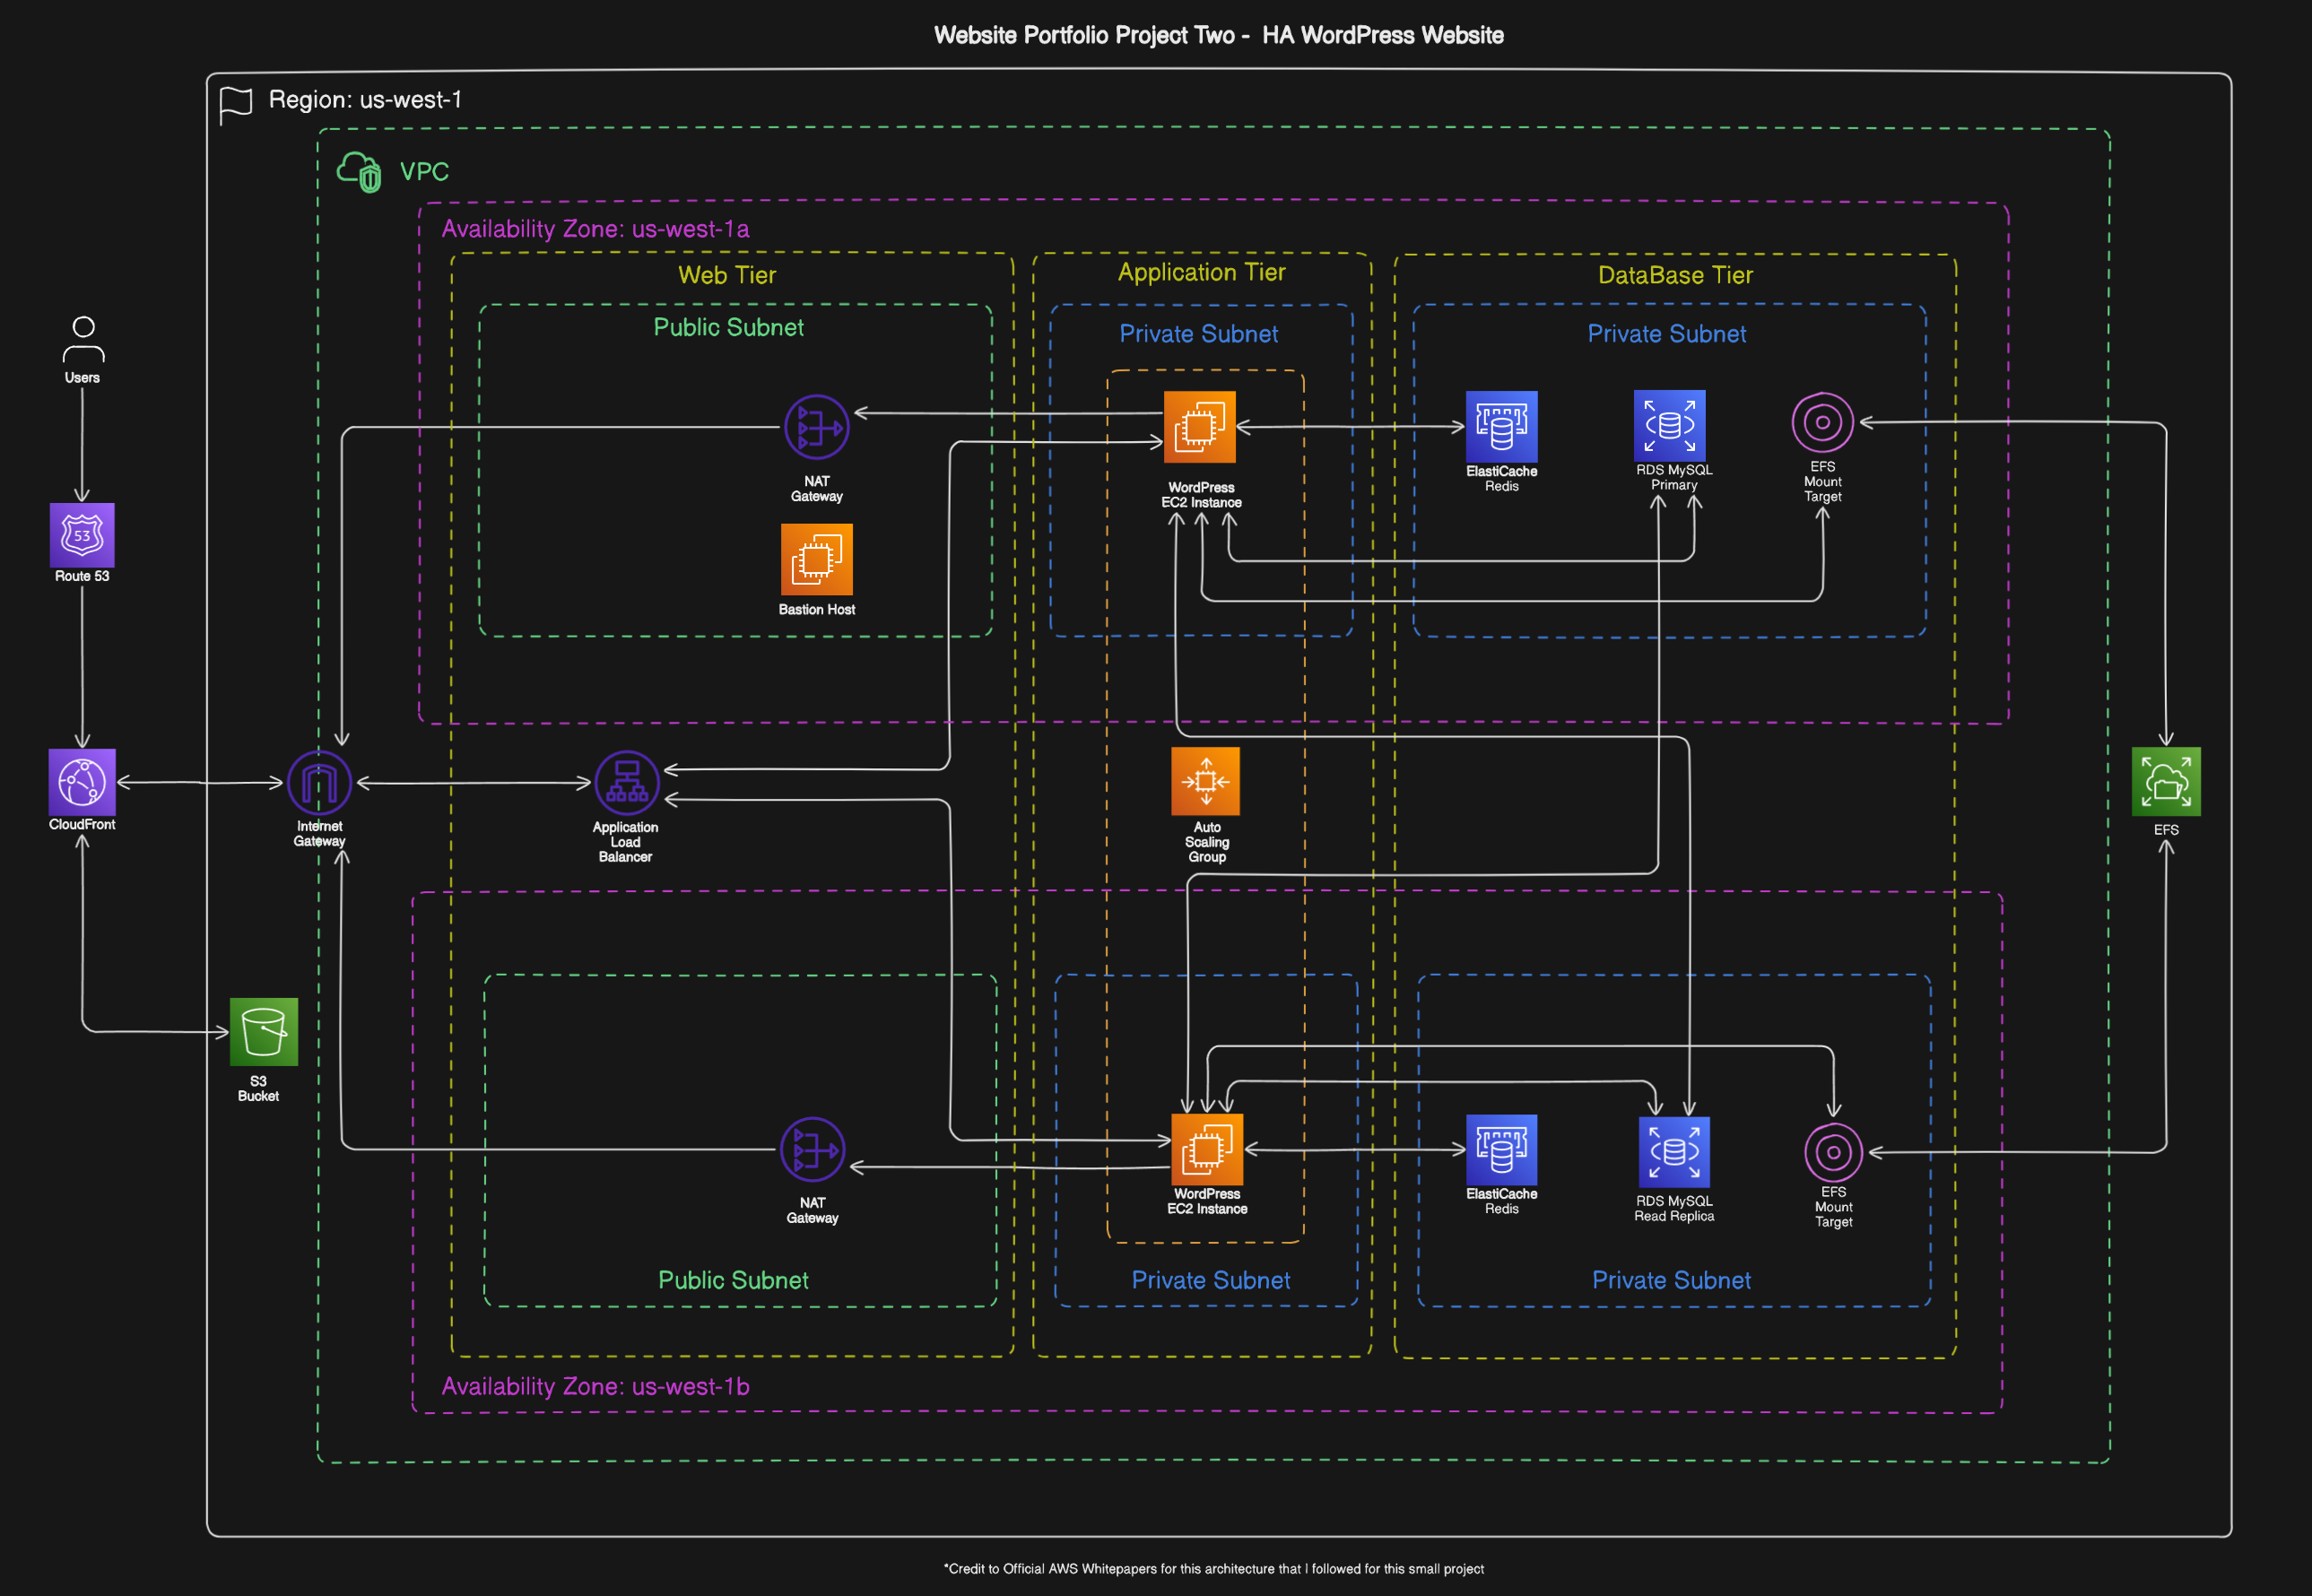 Website Portfolio Project Two -  HA WordPress Website
Region: us-west-1
VPC
Availability Zone: us-west-1a
Web Tier
Application Tier
DataBase Tier
Public Subnet
Private Subnet
Private Subnet
Users
NAT
Gateway
WordPress
EC2 Instance
ElastiCache
Redis
RDS MySQL
Primary
EFS
Mount
Target
53
Route 53
Bastion Host
CloudFront
Internet
Gateway
Application
Load
Balancer
Auto
Scaling
Group
EFS
S3
Bucket
NAT
Gateway
WordPress
EC2 Instance
ElastiCache
Redis
RDS MySQL
Read Replica
EFS
Mount
Target
Public Subnet
Private Subnet
Private Subnet
Availability Zone: us-west-1b
*Credit to Official AWS Whitepapers for this architecture that I followed for this small project